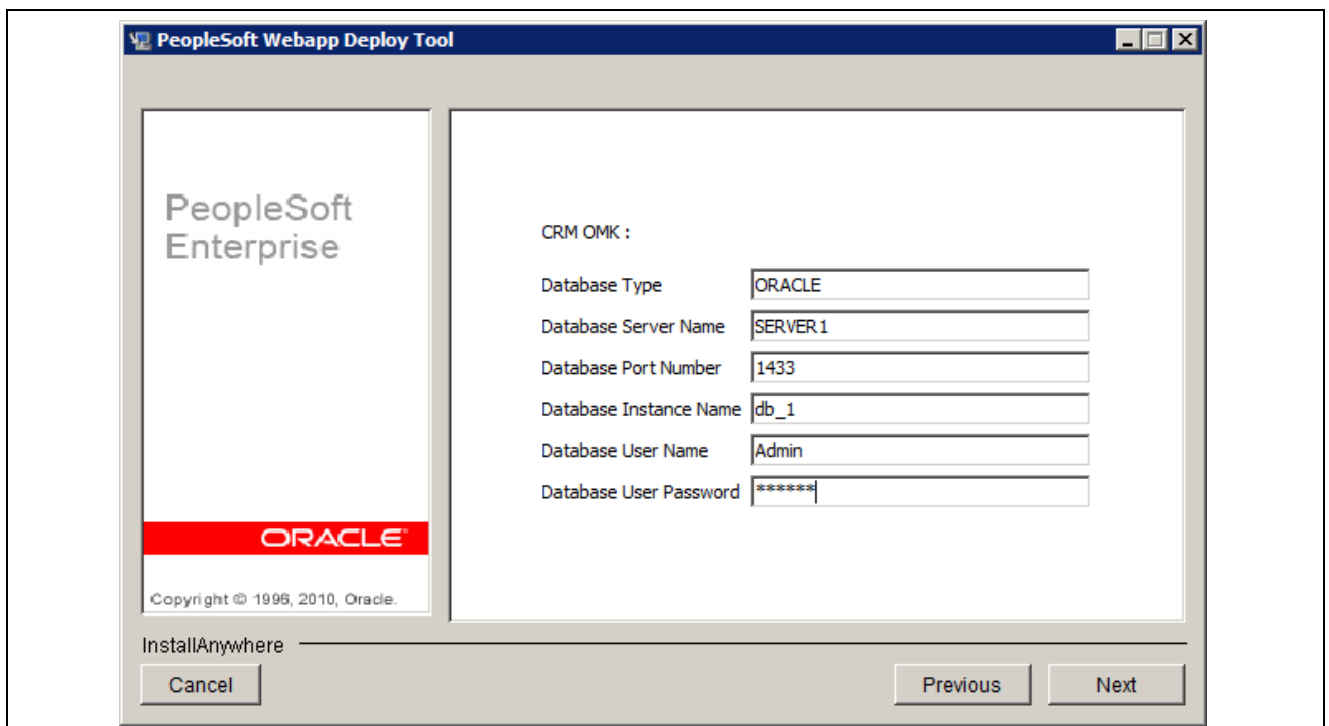 PeopleSoft Webapp Deploy Tool
PeopleSoft
Enterprise
CRM OMK :
Database Type ORACLE
Database Server Name SERVER1
Database Port Number 1433
Database Instance Name db_1
Database User Name Admin
Database User Password ******
ORACLE
Copyright © 1996, 2010, Oracle.
InstallAnywhere
Cancel Previous Next